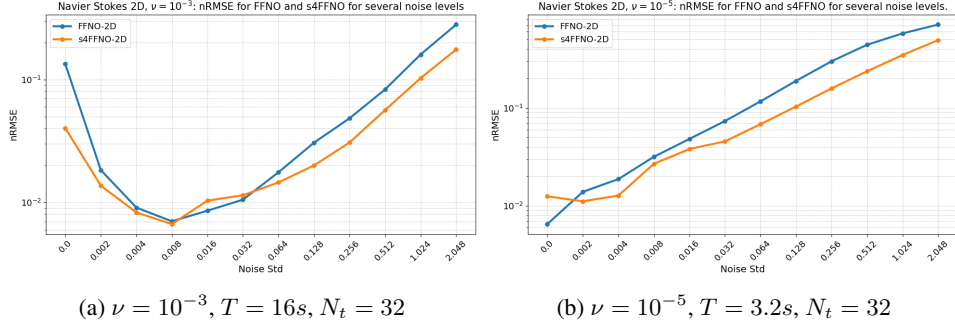 Navier Stokes 2D, ν = 10⁻³: nRMSE for FFNO and s4FFNO for several noise levels
FFNO-2D
s4FFNO-2D
10⁻¹
10⁻²
nRMSE
0.0 0.002 0.004 0.008 0.016 0.032 0.064 0.128 0.256 0.512 1.024 2.048
Noise Std
(a) ν = 10⁻³, T = 16s, Nₜ = 32
Navier Stokes 2D, ν = 10⁻⁵: nRMSE for FFNO and s4FFNO for several noise levels.
FFNO-2D
s4FFNO-2D
10⁻¹
10⁻²
nRMSE
0.0 0.002 0.004 0.008 0.016 0.032 0.064 0.128 0.256 0.512 1.024 2.048
Noise Std
(b) ν = 10⁻⁵, T = 3.2s, Nₜ = 32